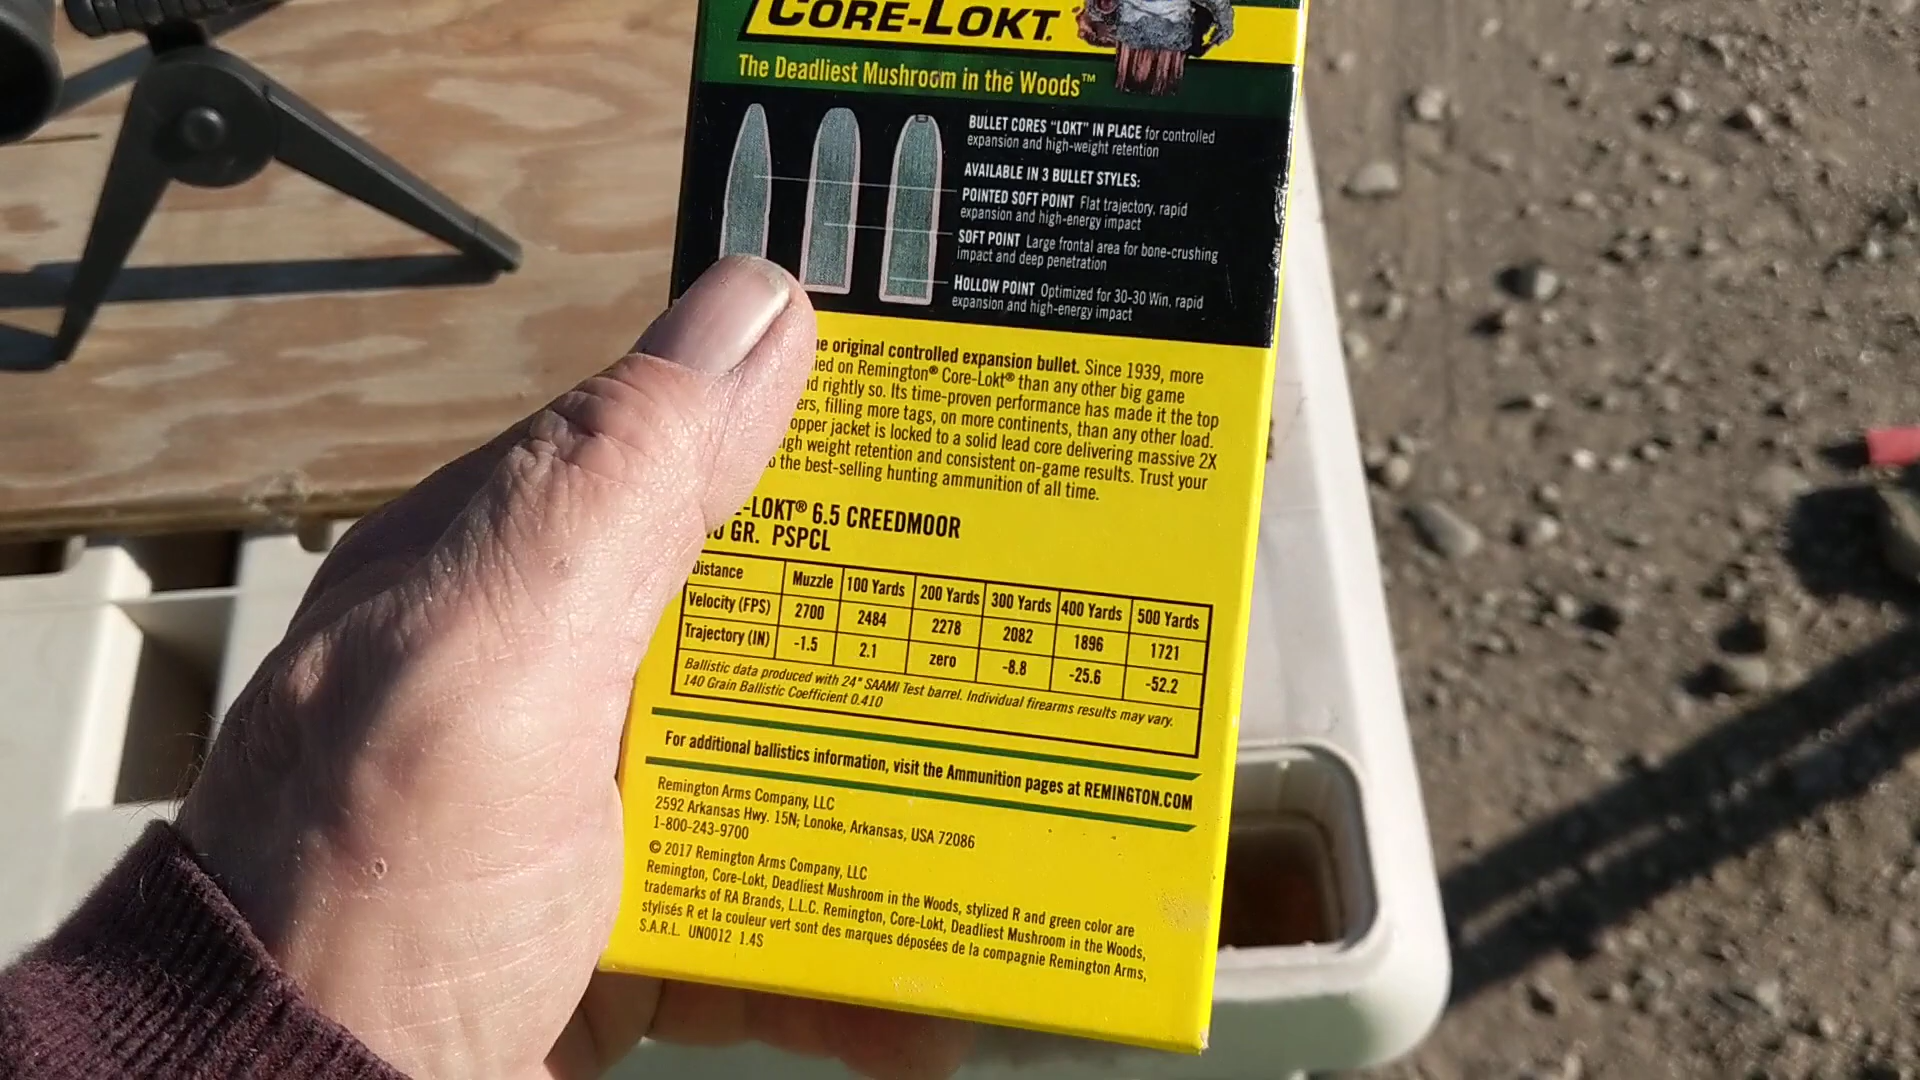 CORE-LOKT
The Deadliest Mushroom in the Woods™
BULLET CORES "LOKT" IN PLACE for controlled
expansion and high-weight retention
AVAILABLE IN 3 BULLET STYLES:
POINTED SOFT POINT Flat trajectory, rapid
expansion and high-energy impact
SOFT POINT Large frontal area for bone-crushing
impact and deep penetration
HOLLOW POINT Optimized for 30-30 Win, rapid
expansion and high-energy impact
original controlled expansion bullet. Since 1939, more
on Remington® Core-Lokt® than any other big game
rightly so. Its time-proven performance has made it the top
filling more tags, on more continents, than any other load.
jacket is locked to a solid lead core delivering massive 2X
weight retention and consistent on-game results. Trust your
the best-selling hunting ammunition of all time.
-LOKT® 6.5 CREEDMOOR
GR. PSPCL
Distance Muzzle 100 Yards 200 Yards 300 Yards 400 Yards 500 Yards
Velocity (FPS) 2700 2484 2278 2082 1896 1721
Trajectory (IN) -1.5 2.1 zero -8.8 -25.6 -52.2
Ballistic data produced with 24" SAAMI Test barrel. Individual firearms results may vary.
140 Grain Ballistic Coefficient 0.410
For additional ballistics information, visit the Ammunition pages at REMINGTON.COM
Remington Arms Company, LLC
2592 Arkansas Hwy. 15N; Lonoke, Arkansas, USA 72086
1-800-243-9700
© 2017 Remington Arms Company, LLC
Remington, Core-Lokt, Deadliest Mushroom in the Woods, stylized R and green color are
trademarks of RA Brands, L.L.C. Remington, Core-Lokt, Deadliest Mushroom in the Woods,
stylisés R et la couleur vert sont des marques déposées de la compagnie Remington Arms,
S.A.R.L. UN0012 1.4S